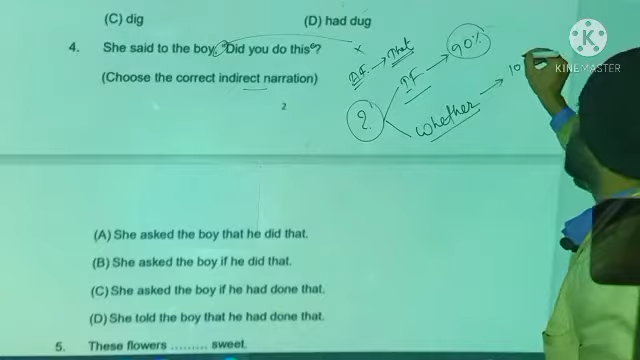 (C) dig (D) had dug
4. She said to the boy, "Did you do this"?
(Choose the correct indirect narration)
That
IF 90%
?
whether 10
2
KINEMASTER
(A) She asked the boy that he did that.
(B) She asked the boy if he did that.
(C) She asked the boy if he had done that.
(D) She told the boy that he had done that.
5. These flowers ......... sweet.